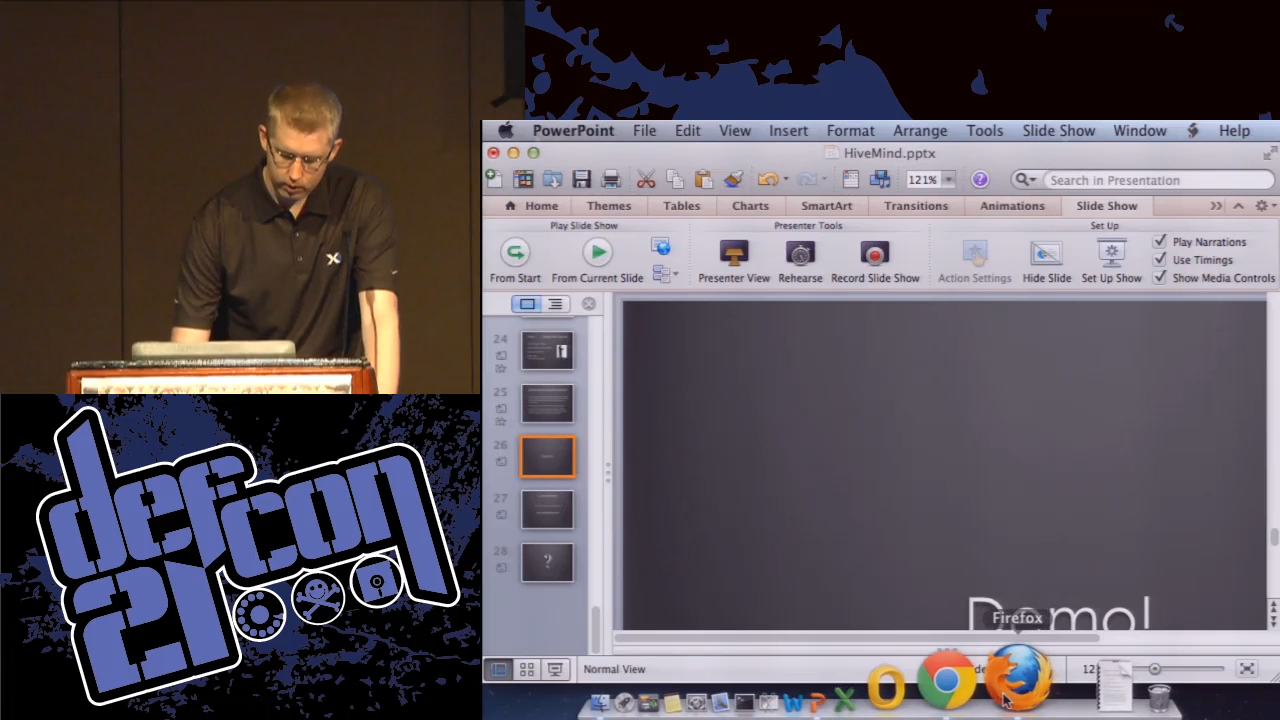 PowerPoint File Edit View Insert Format Arrange Tools Slide Show Window Help
HiveMind.pptx
121% Search in Presentation
Home Themes Tables Charts SmartArt Transitions Animations Slide Show
Play Slide Show Presenter Tools Set Up
Play Narrations
Use Timings
Show Media Controls
From Start From Current Slide Presenter View Rehearse Record Slide Show Action Settings Hide Slide Set Up Show
24
25
26
27
28
?
Demo!
Firefox
Normal View
defcon
21